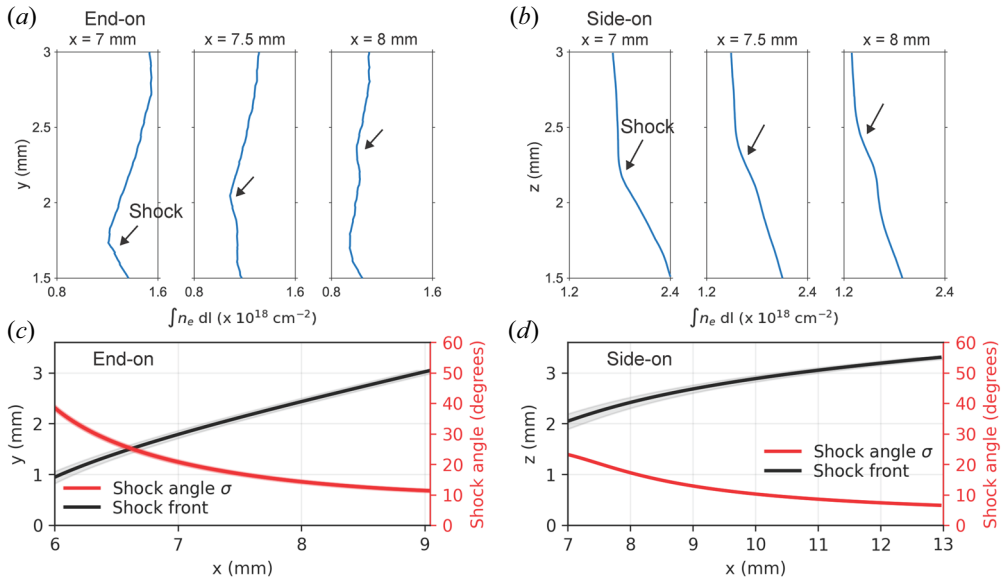 (a) End-on
x = 7 mm x = 7.5 mm x = 8 mm
3
2.5
2
1.5
y (mm)
Shock
0.8 1.6 0.8 1.6 0.8 1.6
∫nₑ dl (x 10¹⁸ cm⁻²)
(b) Side-on
x = 7 mm x = 7.5 mm x = 8 mm
3
2.5
2
1.5
z (mm)
Shock
1.2 2.4 1.2 2.4 1.2 2.4
∫nₑ dl (x 10¹⁸ cm⁻²)
(c) End-on
3
2
1
0
y (mm)
60
50
40
30
20
10
0
Shock angle (degrees)
Shock angle σ
Shock front
6 7 8 9
x (mm)
(d) Side-on
3
2
1
0
z (mm)
60
50
40
30
20
10
0
Shock angle (degrees)
Shock angle σ
Shock front
7 8 9 10 11 12 13
x (mm)